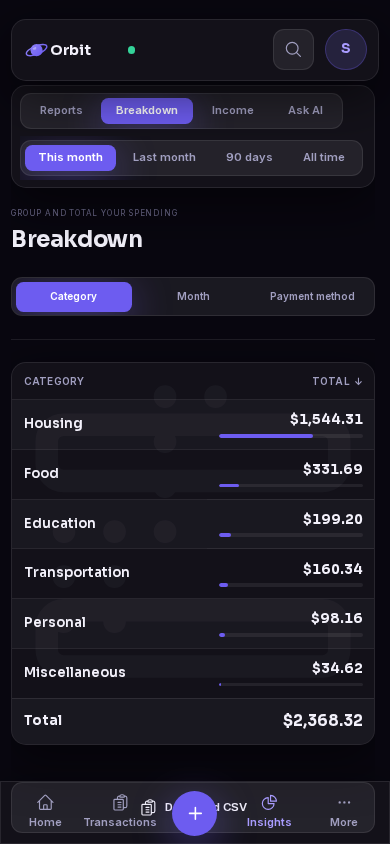 Orbit
S
Reports Breakdown Income Ask AI
This month Last month 90 days All time
GROUP AND TOTAL YOUR SPENDING
Breakdown
Category Month Payment method
CATEGORY TOTAL ↓
Housing $1,544.31
Food $331.69
Education $199.20
Transportation $160.34
Personal $98.16
Miscellaneous $34.62
Total $2,368.32
CSV
Home Transactions Insights More